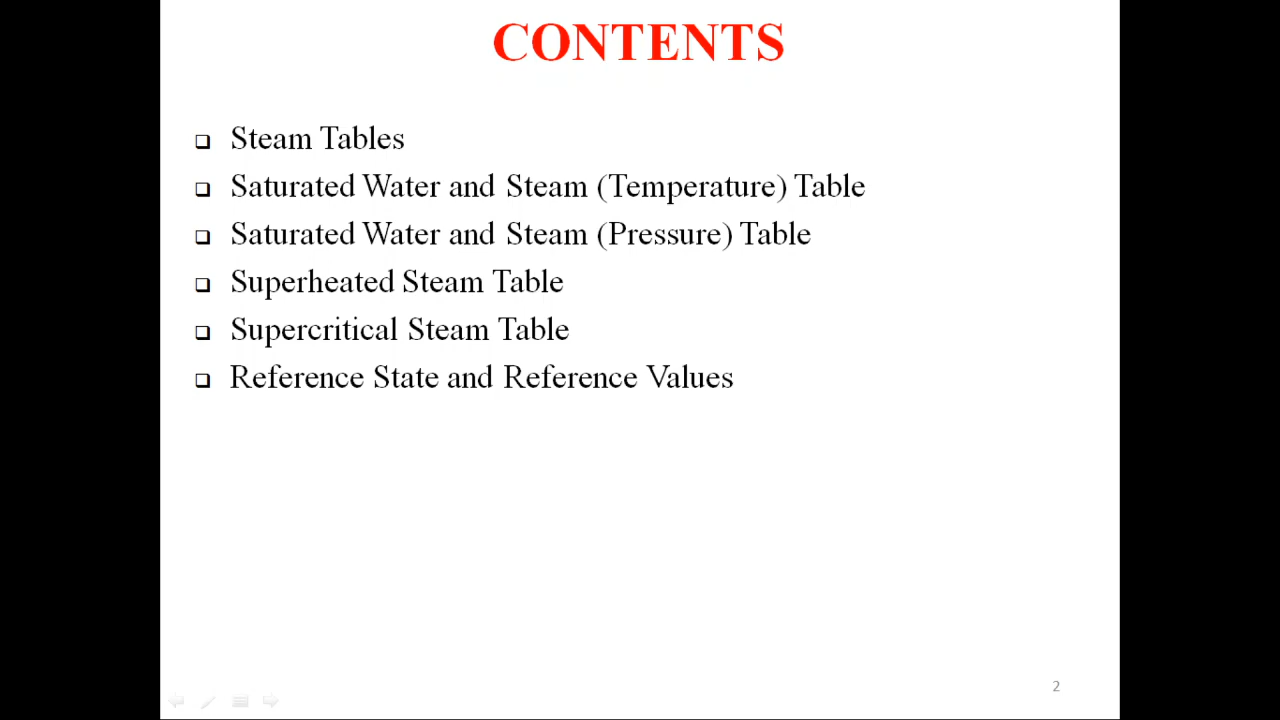 CONTENTS
❑ Steam Tables
❑ Saturated Water and Steam (Temperature) Table
❑ Saturated Water and Steam (Pressure) Table
❑ Superheated Steam Table
❑ Supercritical Steam Table
❑ Reference State and Reference Values
2